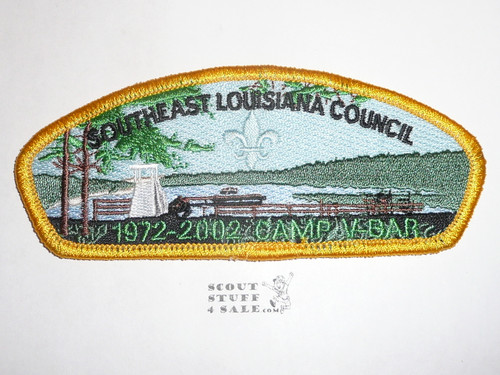 SOUTHEAST LOUISIANA COUNCIL
1972-2002 CAMP V-BAR
SCOUT
STUFF
4 SALE.COM